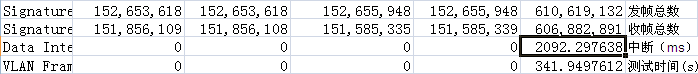 Signature 152,653,618 152,653,618 152,655,948 152,655,948 610,619,132 发帧总数
Signature 151,856,109 151,856,108 151,585,335 151,585,339 606,882,891 收帧总数
Data Inte 0 0 0 0 2092.297638 中断（ms）
VLAN Fram 0 0 0 0 341.9497612 测试时间(s)